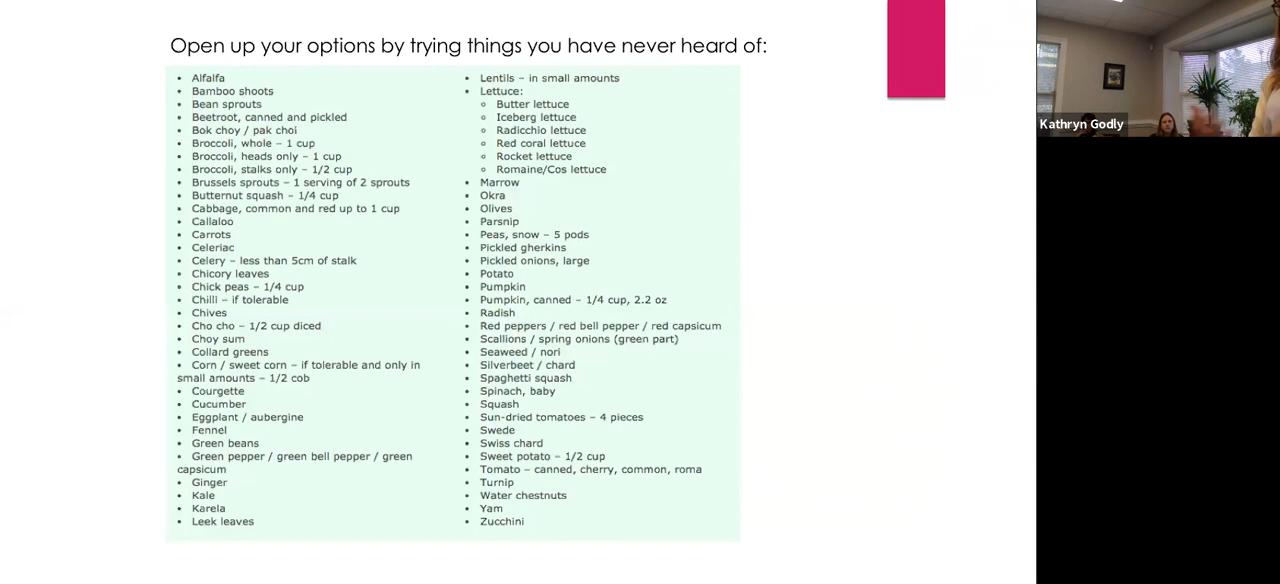 Open up your options by trying things you have never heard of:
• Alfalfa
• Bamboo shoots
• Bean sprouts
• Beetroot, canned and pickled
• Bok choy / pak choi
• Broccoli, whole – 1 cup
• Broccoli, heads only – 1 cup
• Broccoli, stalks only – 1/2 cup
• Brussels sprouts – 1 serving of 2 sprouts
• Butternut squash – 1/4 cup
• Cabbage, common and red up to 1 cup
• Callaloo
• Carrots
• Celeriac
• Celery – less than 5cm of stalk
• Chicory leaves
• Chick peas – 1/4 cup
• Chilli – if tolerable
• Chives
• Cho cho – 1/2 cup diced
• Choy sum
• Collard greens
• Corn / sweet corn – if tolerable and only in
small amounts – 1/2 cob
• Courgette
• Cucumber
• Eggplant / aubergine
• Fennel
• Green beans
• Green pepper / green bell pepper / green
capsicum
• Ginger
• Kale
• Karela
• Leek leaves
• Lentils – in small amounts
• Lettuce:
○ Butter lettuce
○ Iceberg lettuce
○ Radicchio lettuce
○ Red coral lettuce
○ Rocket lettuce
○ Romaine/Cos lettuce
• Marrow
• Okra
• Olives
• Parsnip
• Peas, snow – 5 pods
• Pickled gherkins
• Pickled onions, large
• Potato
• Pumpkin
• Pumpkin, canned – 1/4 cup, 2.2 oz
• Radish
• Red peppers / red bell pepper / red capsicum
• Scallions / spring onions (green part)
• Seaweed / nori
• Silverbeet / chard
• Spaghetti squash
• Spinach, baby
• Squash
• Sun-dried tomatoes – 4 pieces
• Swede
• Swiss chard
• Sweet potato – 1/2 cup
• Tomato – canned, cherry, common, roma
• Turnip
• Water chestnuts
• Yam
• Zucchini
Kathryn Godly